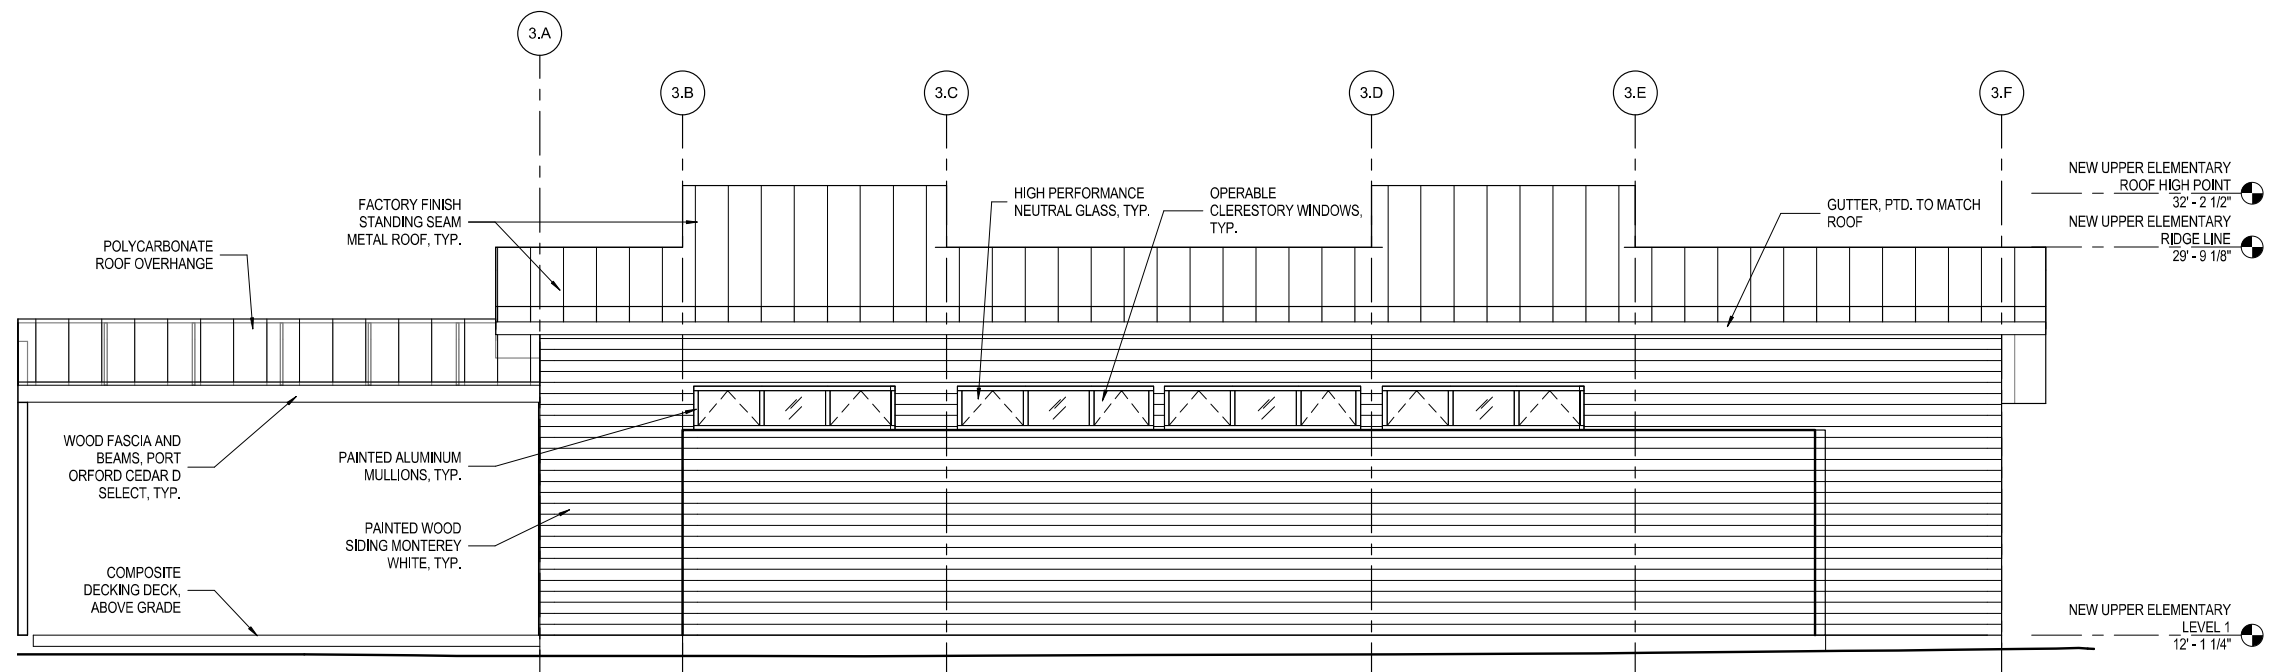 3.A
3.B
3.C
3.D
3.E
3.F
FACTORY FINISH
STANDING SEAM
METAL ROOF, TYP.
POLYCARBONATE
ROOF OVERHANGE
HIGH PERFORMANCE
NEUTRAL GLASS, TYP.
OPERABLE
CLERESTORY WINDOWS,
TYP.
GUTTER, PTD. TO MATCH
ROOF
NEW UPPER ELEMENTARY
ROOF HIGH POINT
32' - 2 1/2"
NEW UPPER ELEMENTARY
RIDGE LINE
29' - 9 1/8"
WOOD FASCIA AND
BEAMS, PORT
ORFORD CEDAR D
SELECT, TYP.
PAINTED ALUMINUM
MULLIONS, TYP.
PAINTED WOOD
SIDING MONTEREY
WHITE, TYP.
COMPOSITE
DECKING DECK,
ABOVE GRADE
NEW UPPER ELEMENTARY
LEVEL 1
12' - 1 1/4"